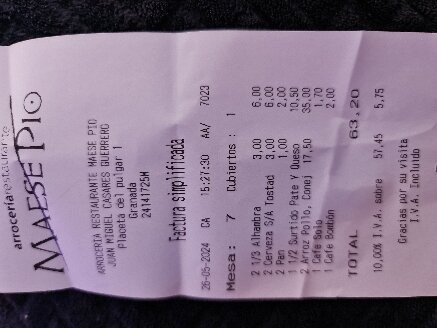 arroceríarestaurante
MAESE PIO
ARROCERIA RESTAURANTE MAESE PIO
JUAN MIGUEL CASARES GUERRERO
Placeta del pulgar 1
Granada
24141725M
Factura simplificada
26-05-2024 CA 15:27:30 AA/ 7023
Mesa: 7 Cubiertos : 1
2 1/3 Alhambra 3,00 6,00
2 Cerveza S/A Tostad 3,00 6,00
2 Pan 1,00 2,00
1 1/2 Surtido Pate Y Queso 10,50
2 Arroz Pollo, Conej 17,50 35,00
1 Cafe Solo 1,70
1 Cafe Bombón 2,00
TOTAL 63,20
10,00% I.V.A. sobre 57,45 5,75
Gracias por su visita
I.V.A. Incluido